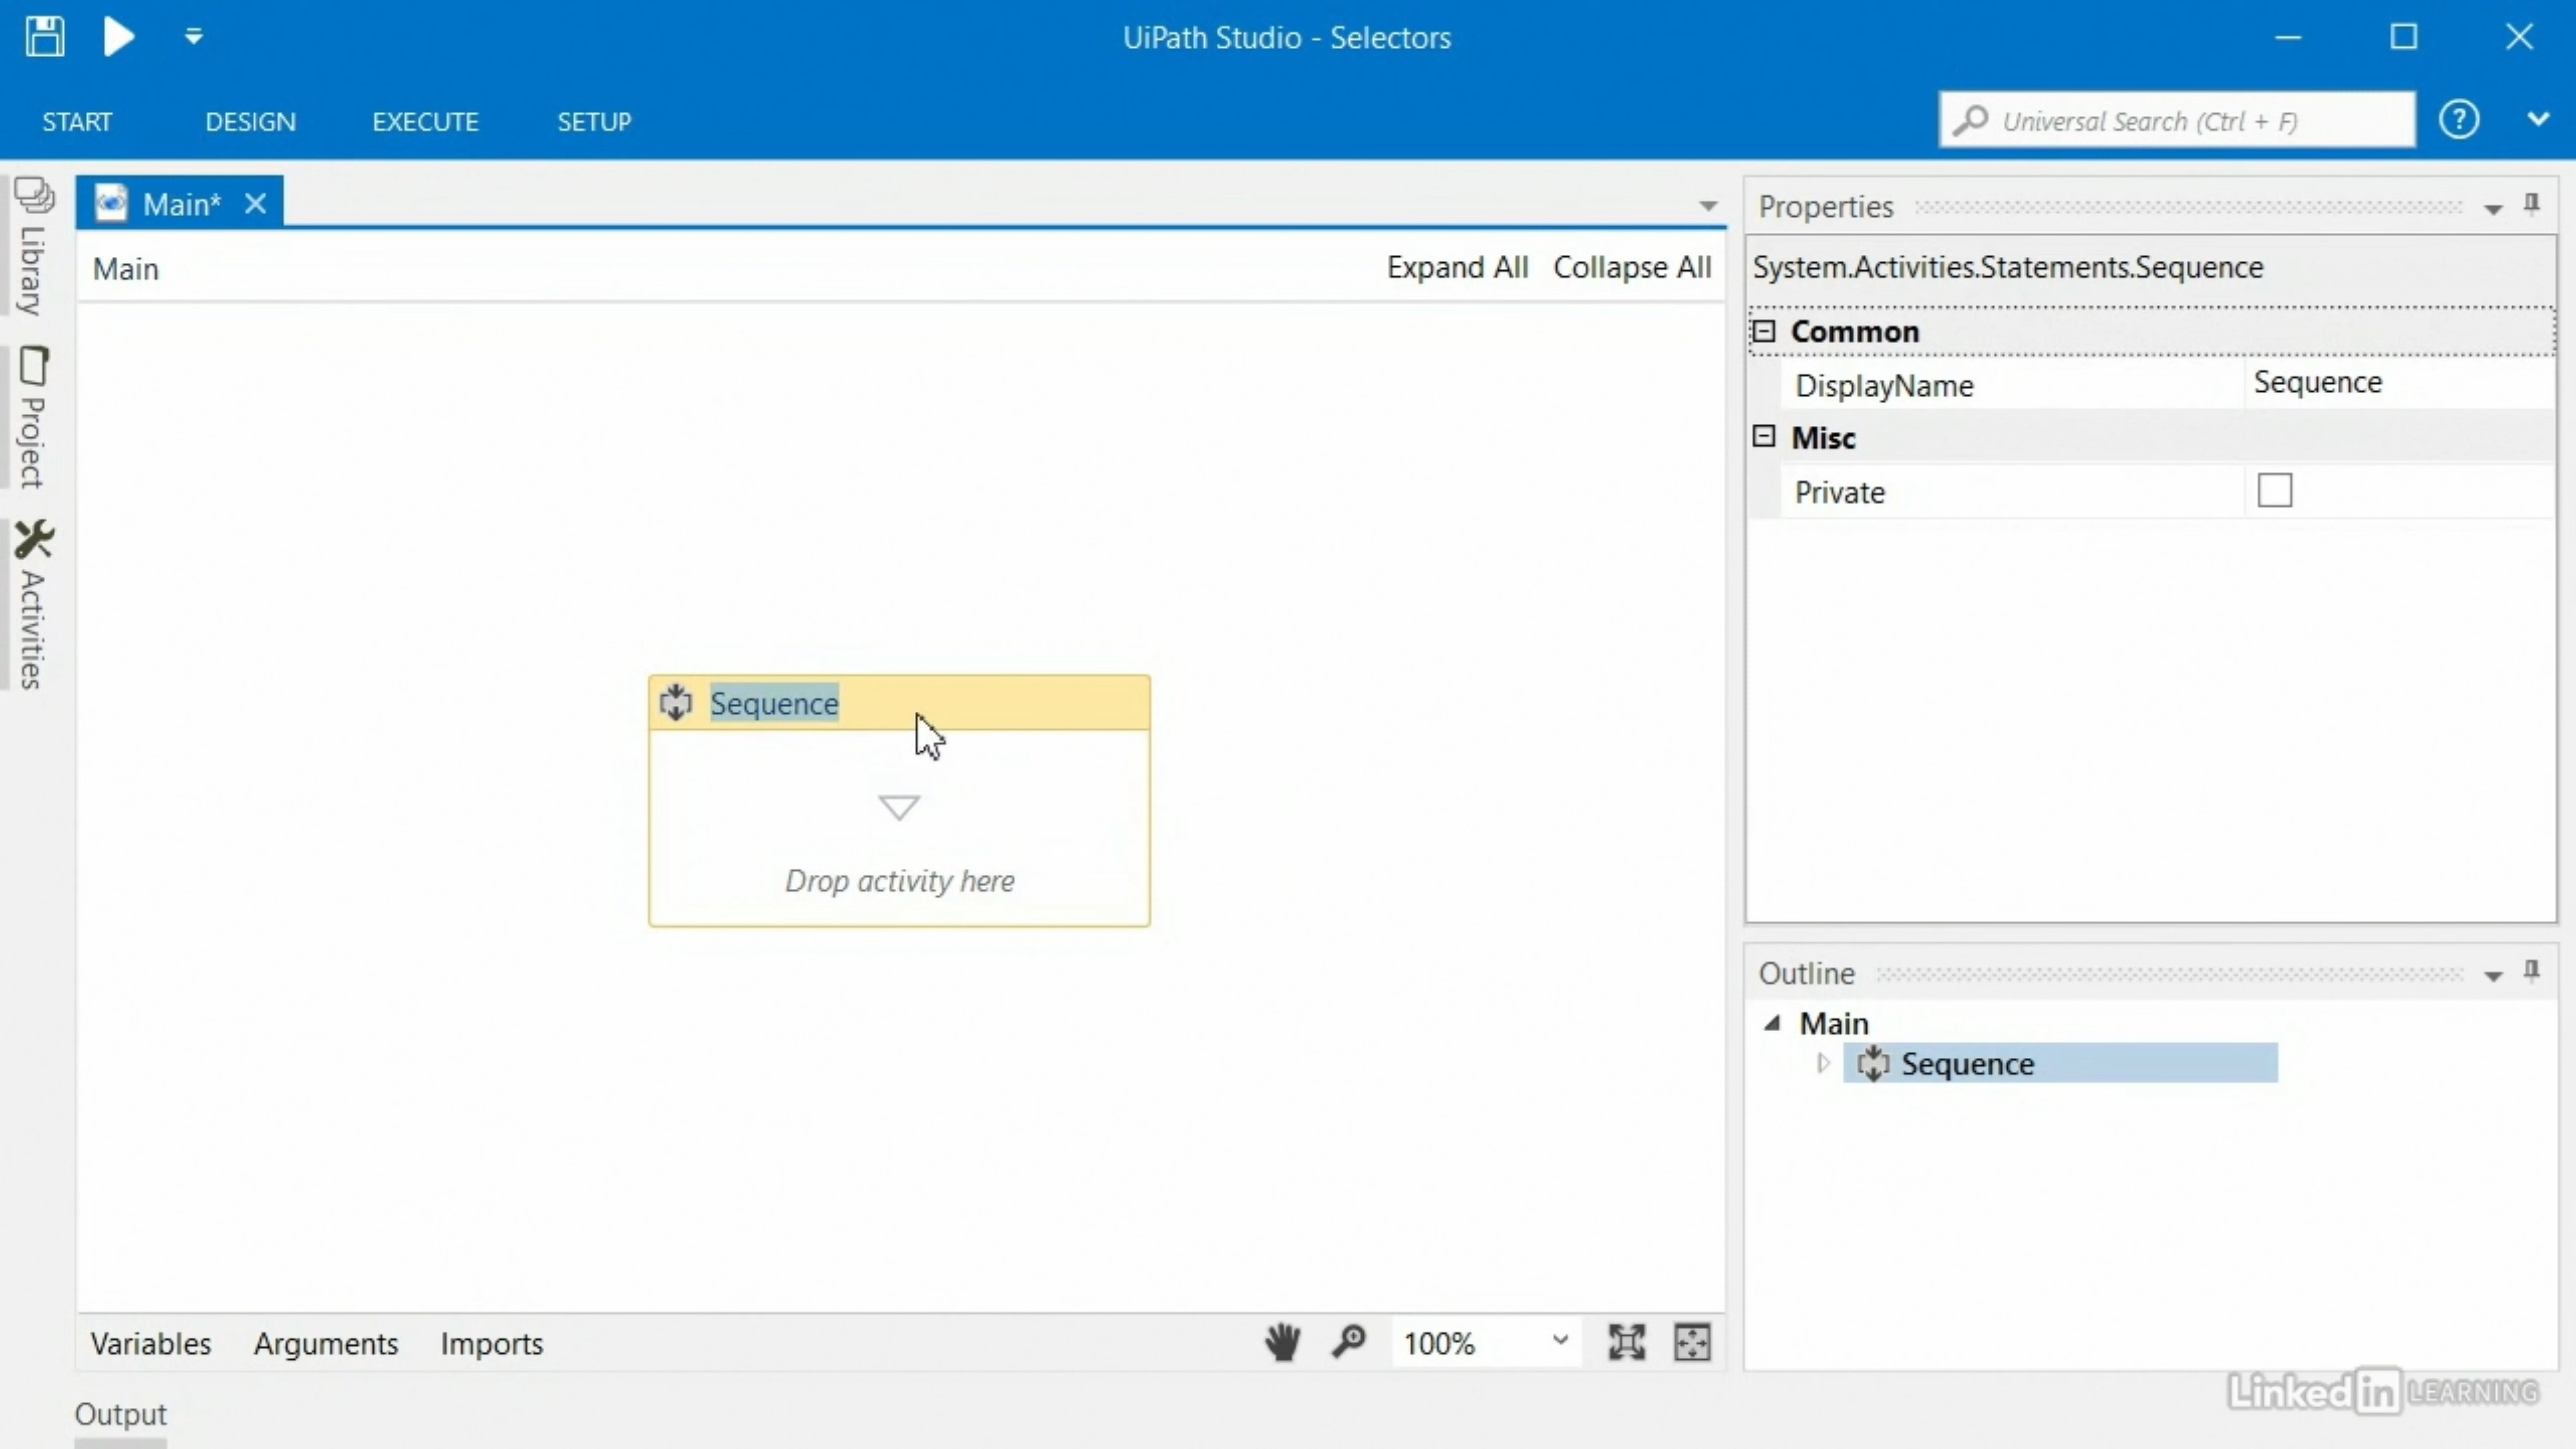 UiPath Studio - Selectors
START DESIGN EXECUTE SETUP
Universal Search (Ctrl + F)
?
Library
Project
Activities
Main*
Main
Expand All Collapse All
Sequence
Drop activity here
Variables Arguments Imports
100%
Output
Properties
System.Activities.Statements.Sequence
Common
DisplayName Sequence
Misc
Private
Outline
Main
Sequence
Linked in LEARNING